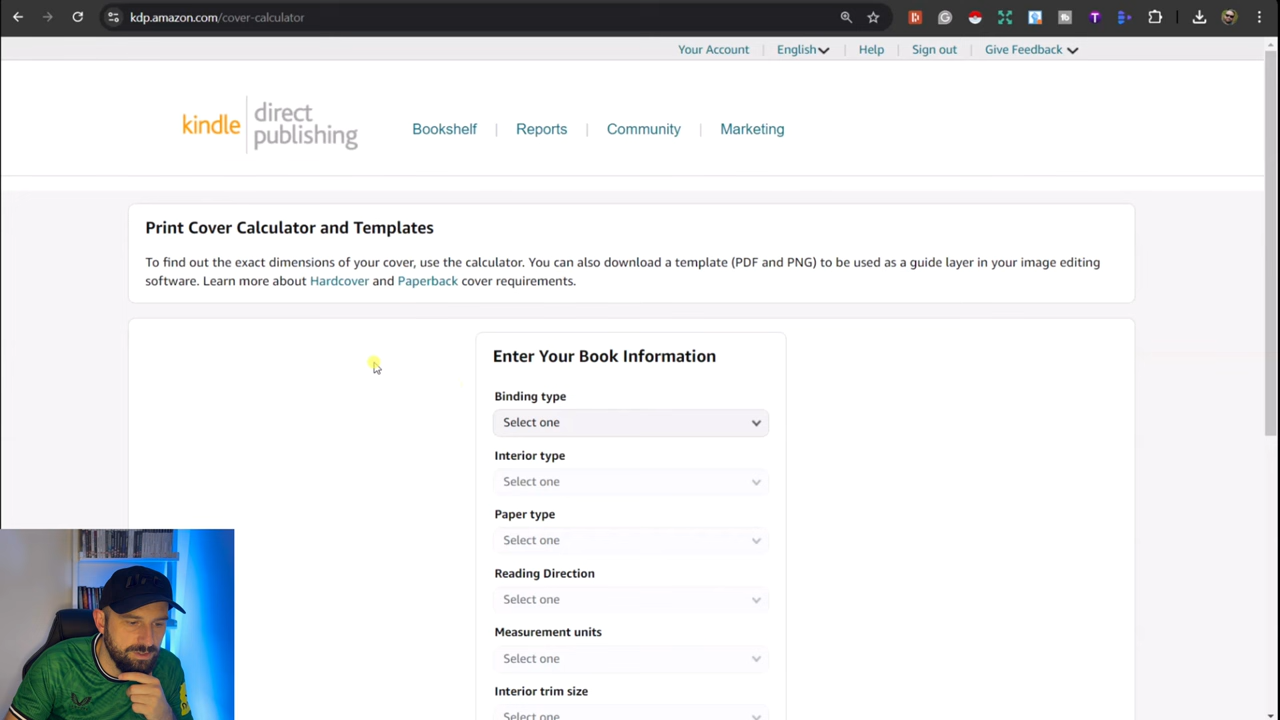 kdp.amazon.com/cover-calculator
Your Account
English
Help
Sign out
Give Feedback
kindle direct publishing
Bookshelf
Reports
Community
Marketing
Print Cover Calculator and Templates
To find out the exact dimensions of your cover, use the calculator. You can also download a template (PDF and PNG) to be used as a guide layer in your image editing
software. Learn more about Hardcover and Paperback cover requirements.
Enter Your Book Information
Binding type
Select one
Interior type
Select one
Paper type
Select one
Reading Direction
Select one
Measurement units
Select one
Interior trim size
Select one